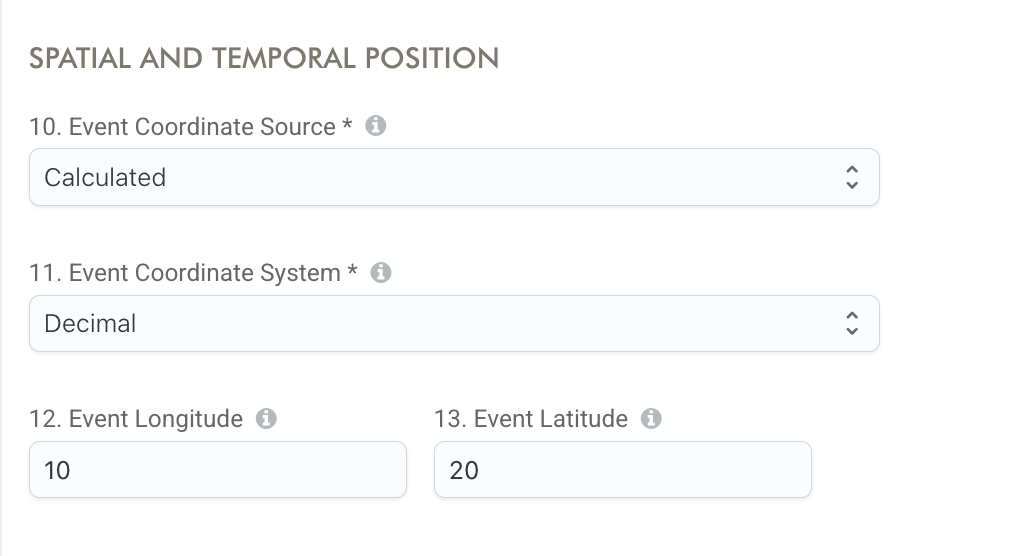 SPATIAL AND TEMPORAL POSITION
10. Event Coordinate Source *
Calculated
11. Event Coordinate System *
Decimal
12. Event Longitude
13. Event Latitude
10
20